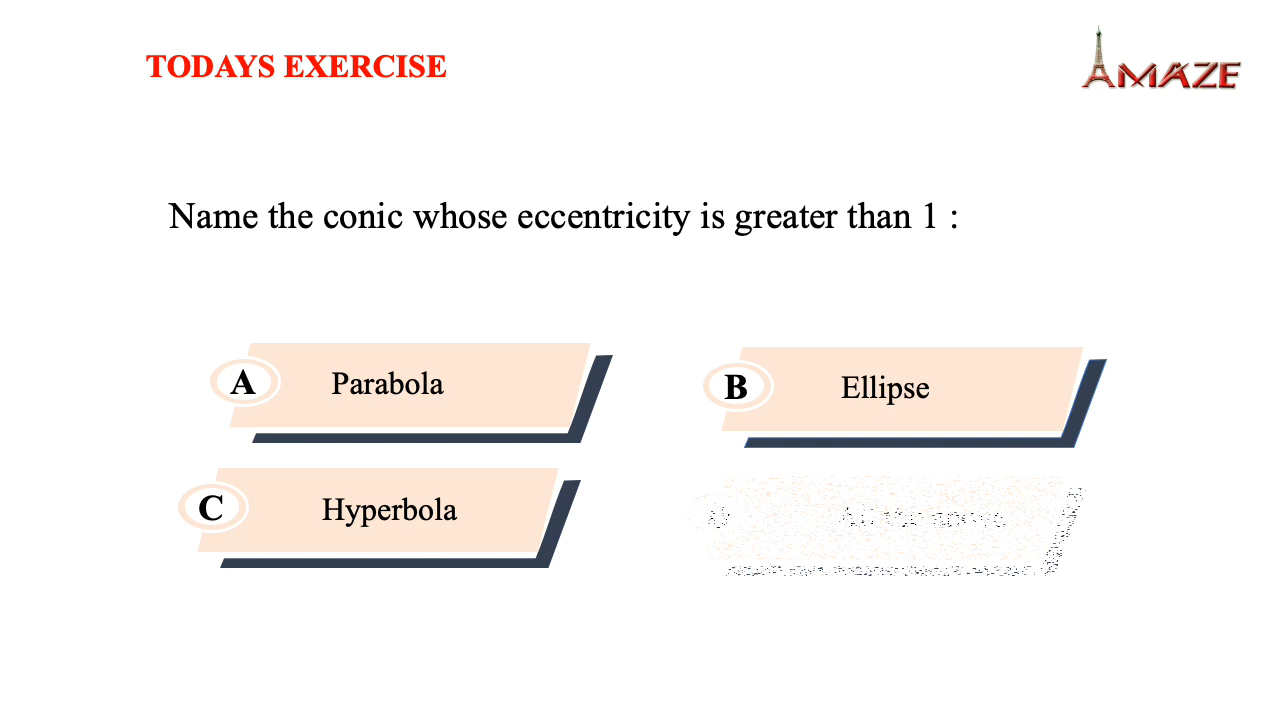 TODAYS EXERCISE
AMAZE
Name the conic whose eccentricity is greater than 1 :
A Parabola
B Ellipse
C Hyperbola